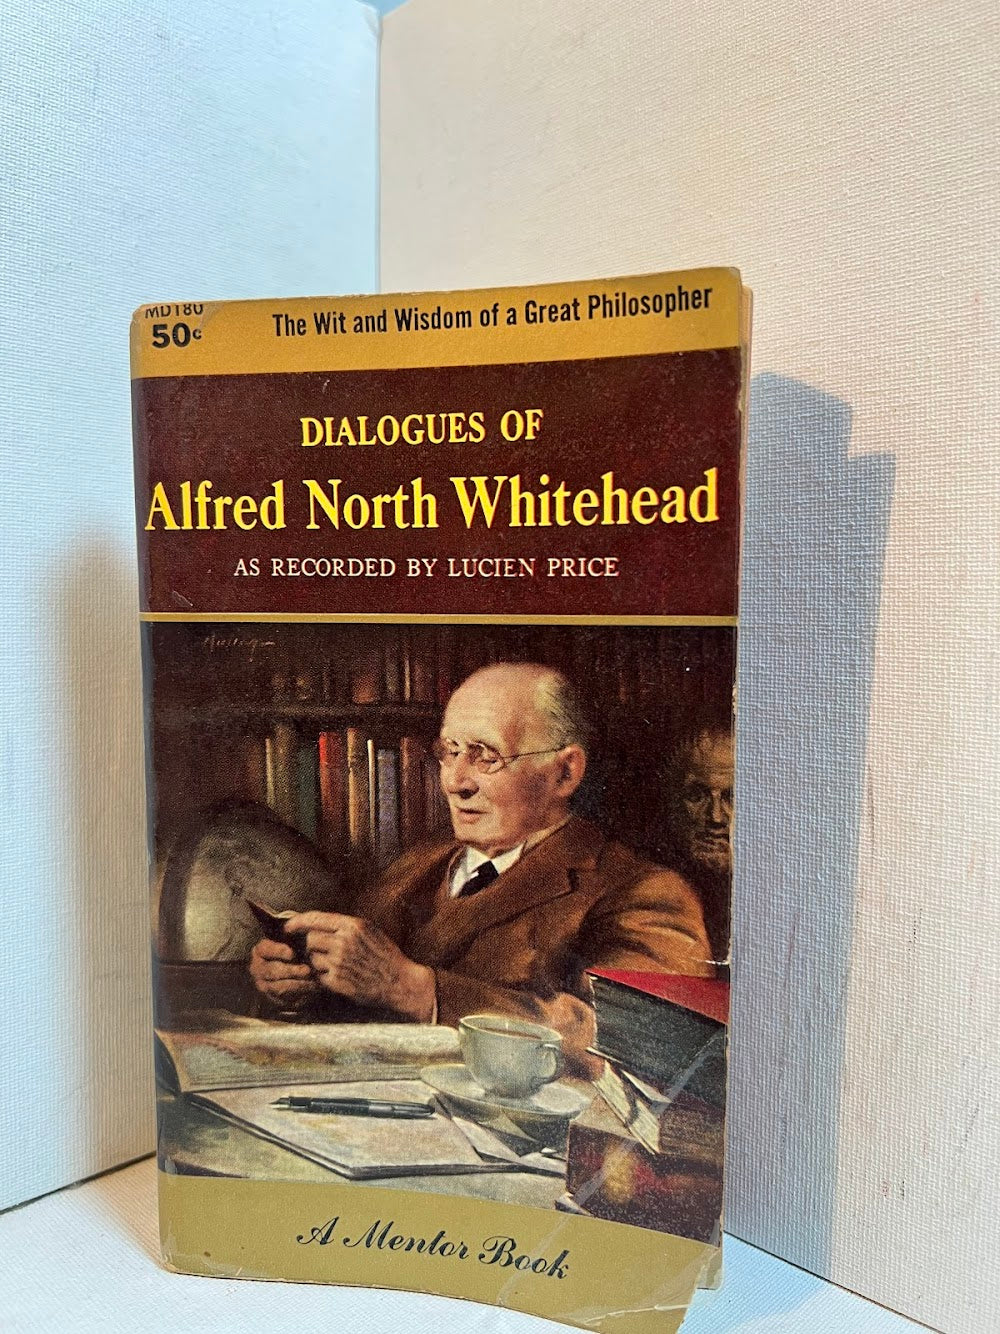 MD180
50c
The Wit and Wisdom of a Great Philosopher
DIALOGUES OF
Alfred North Whitehead
AS RECORDED BY LUCIEN PRICE
A Mentor Book